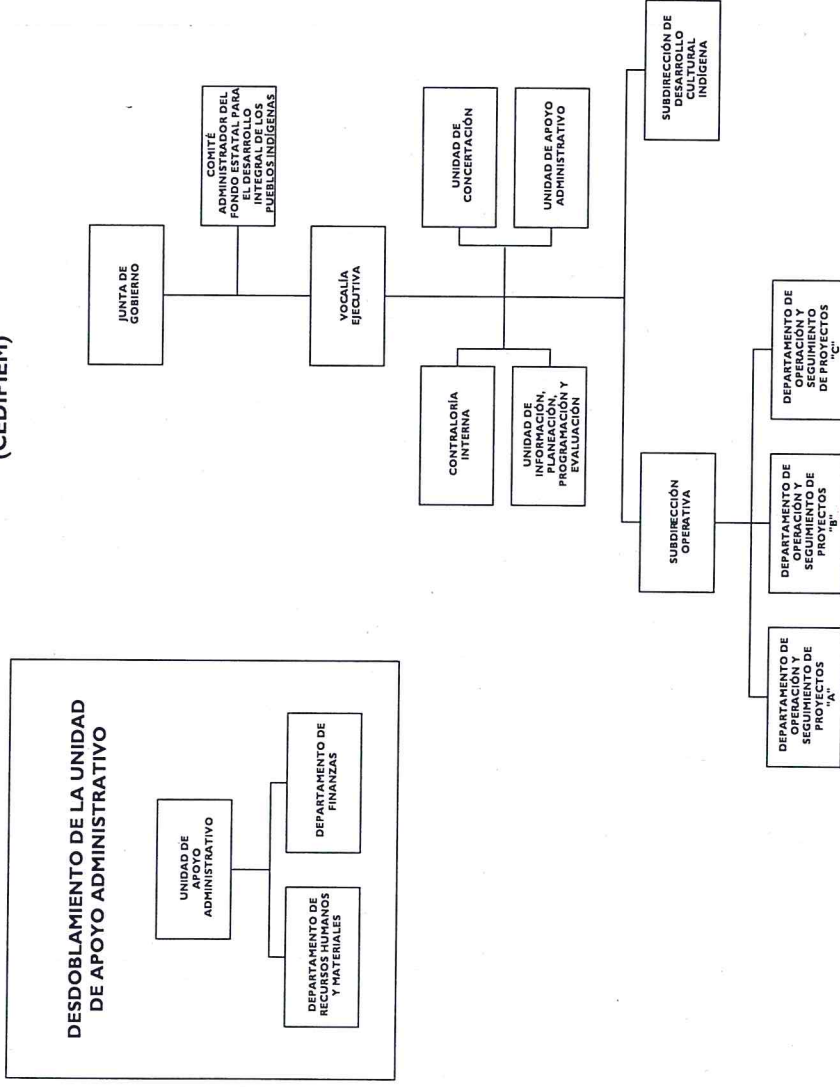 (CEDIPIEM)
JUNTA DE
GOBIERNO
COMITÉ
ADMINISTRADOR DEL
FONDO ESTATAL PARA
EL DESARROLLO
INTEGRAL DE LOS
PUEBLOS INDÍGENAS
VOCALÍA
EJECUTIVA
CONTRALORÍA
INTERNA
UNIDAD DE
CONCERTACIÓN
UNIDAD DE
INFORMACIÓN,
PLANEACIÓN,
PROGRAMACIÓN Y
EVALUACIÓN
UNIDAD DE APOYO
ADMINISTRATIVO
SUBDIRECCIÓN
OPERATIVA
SUBDIRECCIÓN DE
DESARROLLO
CULTURAL
INDÍGENA
DEPARTAMENTO DE
OPERACIÓN Y
SEGUIMIENTO DE
PROYECTOS
"A"
DEPARTAMENTO DE
OPERACIÓN Y
SEGUIMIENTO DE
PROYECTOS
"B"
DEPARTAMENTO DE
OPERACIÓN Y
SEGUIMIENTO
DE PROYECTOS
"C"
DESDOBLAMIENTO DE LA UNIDAD
DE APOYO ADMINISTRATIVO
UNIDAD DE
APOYO
ADMINISTRATIVO
DEPARTAMENTO DE
RECURSOS HUMANOS
Y MATERIALES
DEPARTAMENTO DE
FINANZAS